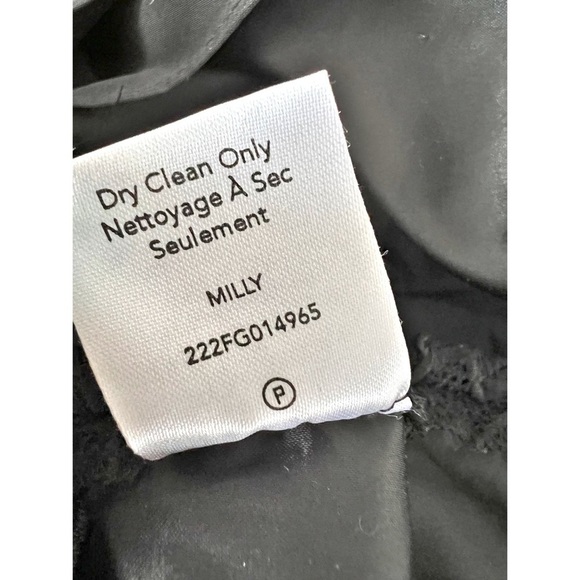 Dry Clean Only
Nettoyage À Sec
Seulement
MILLY
222FG014965
P